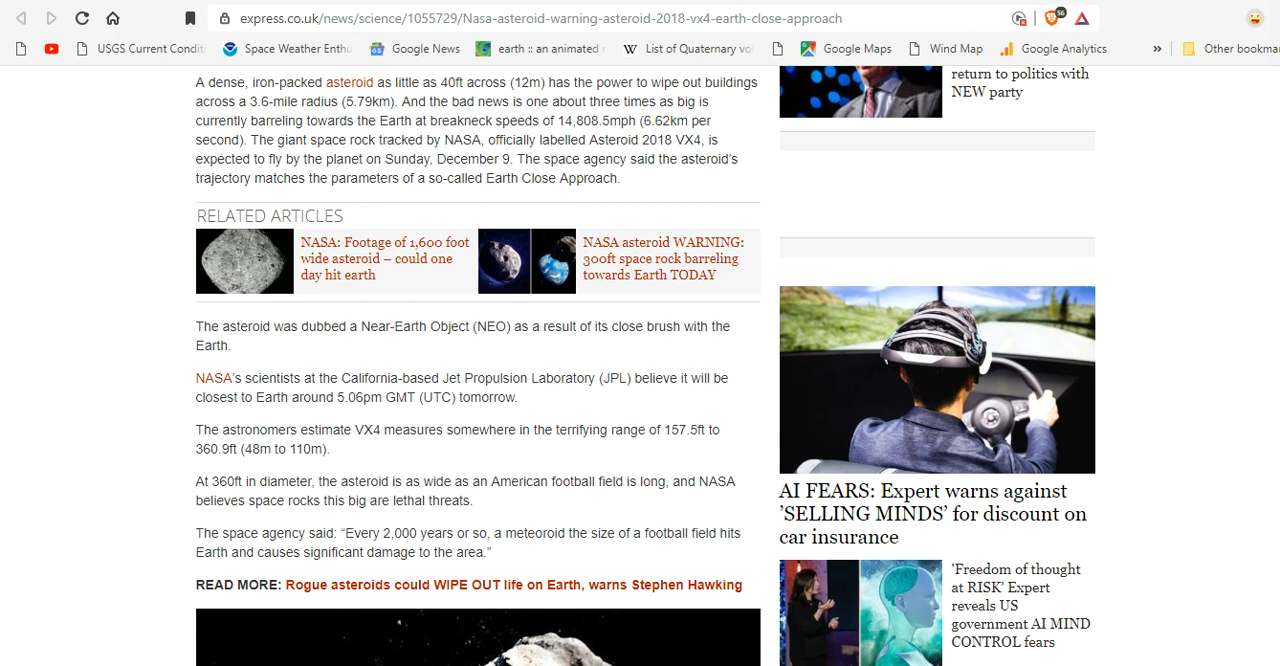 express.co.uk/news/science/1055729/Nasa-asteroid-warning-asteroid-2018-vx4-earth-close-approach
56
USGS Current Condit
Space Weather Enthu
Google News
earth :: an animated
W
List of Quaternary vo
Google Maps
Wind Map
Google Analytics
»
Other bookma
A dense, iron-packed asteroid as little as 40ft across (12m) has the power to wipe out buildings
across a 3.6-mile radius (5.79km). And the bad news is one about three times as big is
currently barreling towards the Earth at breakneck speeds of 14,808.5mph (6.62km per
second). The giant space rock tracked by NASA, officially labelled Asteroid 2018 VX4, is
expected to fly by the planet on Sunday, December 9. The space agency said the asteroid's
trajectory matches the parameters of a so-called Earth Close Approach.
RELATED ARTICLES
NASA: Footage of 1,600 foot
wide asteroid – could one
day hit earth
NASA asteroid WARNING:
300ft space rock barreling
towards Earth TODAY
The asteroid was dubbed a Near-Earth Object (NEO) as a result of its close brush with the
Earth.
NASA's scientists at the California-based Jet Propulsion Laboratory (JPL) believe it will be
closest to Earth around 5.06pm GMT (UTC) tomorrow.
The astronomers estimate VX4 measures somewhere in the terrifying range of 157.5ft to
360.9ft (48m to 110m).
At 360ft in diameter, the asteroid is as wide as an American football field is long, and NASA
believes space rocks this big are lethal threats.
The space agency said: “Every 2,000 years or so, a meteoroid the size of a football field hits
Earth and causes significant damage to the area.”
READ MORE: Rogue asteroids could WIPE OUT life on Earth, warns Stephen Hawking
return to politics with
NEW party
AI FEARS: Expert warns against
’SELLING MINDS’ for discount on
car insurance
'Freedom of thought
at RISK' Expert
reveals US
government AI MIND
CONTROL fears